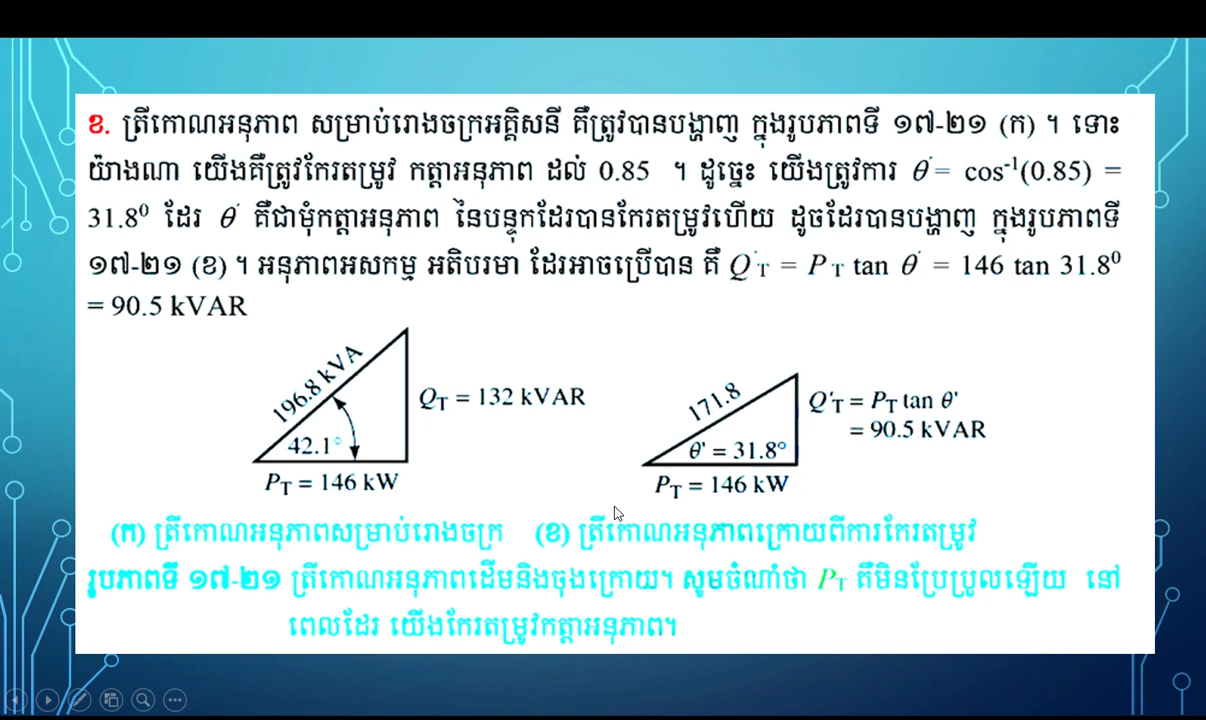 ខ. ត្រីកោណអនុភាព សម្រាប់រោងចក្រអគ្គិសនី គឺត្រូវបានបង្ហាញ ក្នុងរូបភាពទី ១៧-២១ (ក) ។ ទោះ
យ៉ាងណា យើងគឺត្រូវកែរតម្រូវ កត្តាអនុភាព ដល់ 0.85 ។ ដូច្នេះ យើងត្រូវការ θ' = cos⁻¹(0.85) =
31.8⁰ ដែរ θ' គឺជាមុំកត្តាអនុភាព នៃបន្ទុកដែរបានកែរតម្រូវហើយ ដូចដែរបានបង្ហាញ ក្នុងរូបភាពទី
១៧-២១ (ខ) ។ អនុភាពអសកម្ម អតិបរមា ដែរអាចប្រើបាន គឺ Q'T = PT tan θ' = 146 tan 31.8⁰
= 90.5 kVAR
196.8 kVA
QT = 132 kVAR
42.1°
PT = 146 kW
171.8
Q'T = PT tan θ'
= 90.5 kVAR
θ' = 31.8°
PT = 146 kW
(ក) ត្រីកោណអនុភាពសម្រាប់រោងចក្រ (ខ) ត្រីកោណអនុភាពក្រោយពីការកែរតម្រូវ
រូបភាពទី ១៧-២១ ត្រីកោណអនុភាពដើមនិងចុងក្រោយ។ សូមចំណាំថា PT គឺមិនប្រែប្រួលឡើយ នៅ
ពេលដែរ យើងកែរតម្រូវកត្តាអនុភាព។